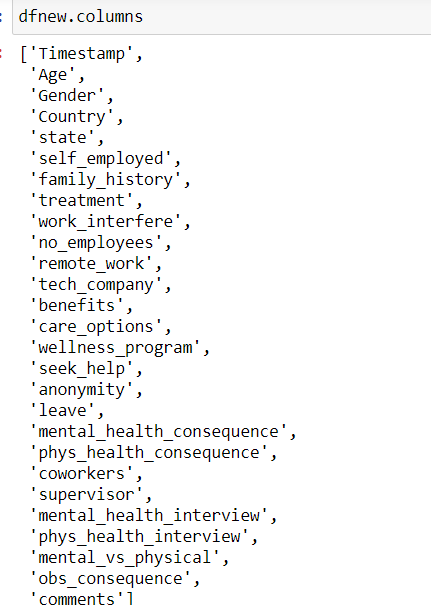 dfnew.columns
['Timestamp',
'Age',
'Gender',
'Country',
'state',
'self_employed',
'family_history',
'treatment',
'work_interfere',
'no_employees',
'remote_work',
'tech_company',
'benefits',
'care_options',
'wellness_program',
'seek_help',
'anonymity',
'leave',
'mental_health_consequence',
'phys_health_consequence',
'coworkers',
'supervisor',
'mental_health_interview',
'phys_health_interview',
'mental_vs_physical',
'obs_consequence',
'comments']